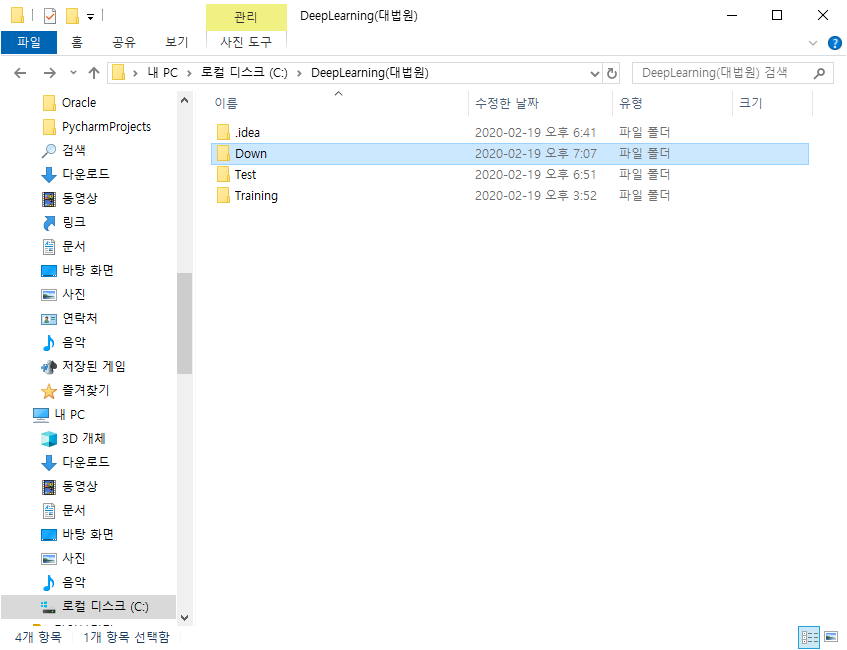 관리
DeepLearning(대법원)
파일
홈
공유
보기
사진 도구
내 PC
로컬 디스크 (C:)
DeepLearning(대법원)
DeepLearning(대법원) 검색
Oracle
PycharmProjects
검색
다운로드
동영상
링크
문서
바탕 화면
사진
연락처
음악
저장된 게임
즐겨찾기
내 PC
3D 개체
다운로드
동영상
문서
바탕 화면
사진
음악
로컬 디스크 (C:)
이름 수정한 날짜 유형 크기
.idea 2020-02-19 오후 6:41 파일 폴더
Down 2020-02-19 오후 7:07 파일 폴더
Test 2020-02-19 오후 6:51 파일 폴더
Training 2020-02-19 오후 3:52 파일 폴더
4개 항목 1개 항목 선택함